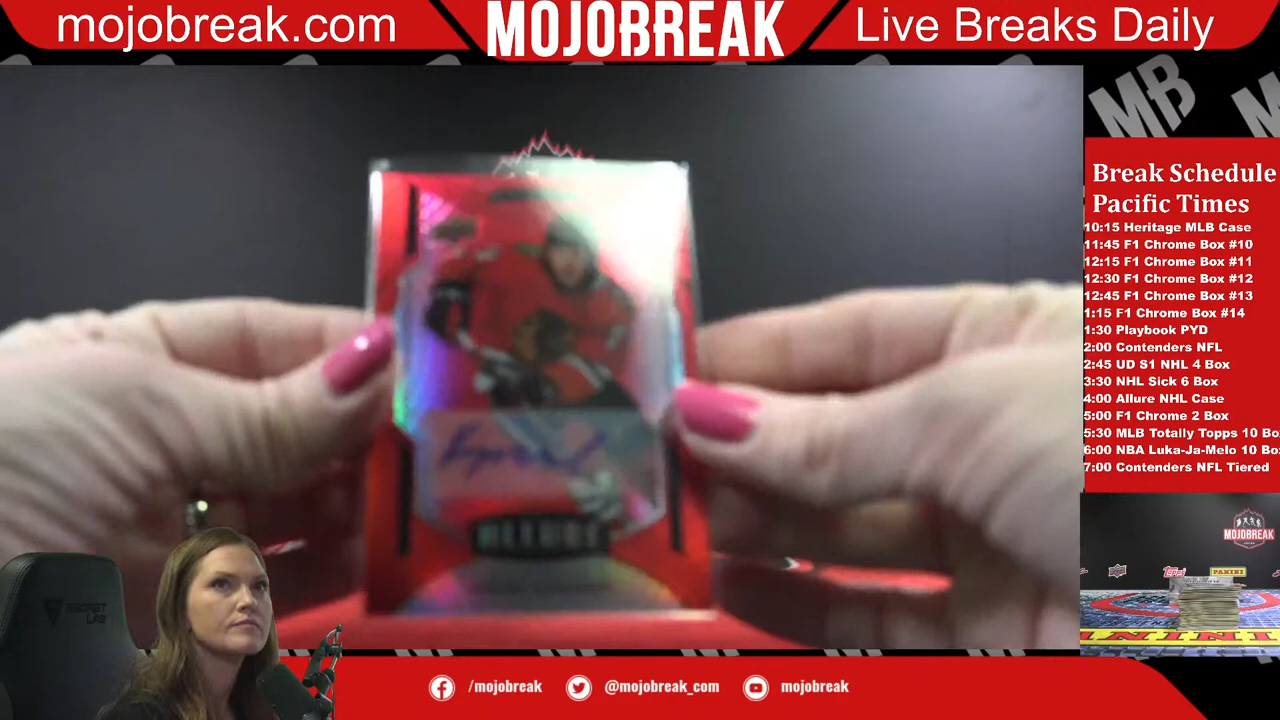 mojobreak.com
MOJOBREAK
Live Breaks Daily
MB
Break Schedule
Pacific Times
10:15 Heritage MLB Case
11:45 F1 Chrome Box #10
12:15 F1 Chrome Box #11
12:30 F1 Chrome Box #12
12:45 F1 Chrome Box #13
1:15 F1 Chrome Box #14
1:30 Playbook PYD
2:00 Contenders NFL
2:45 UD S1 NHL 4 Box
3:30 NHL Sick 6 Box
4:00 Allure NHL Case
5:00 F1 Chrome 2 Box
5:30 MLB Totally Topps 10 Bo
6:00 NBA Luka-Ja-Melo 10 Bo
7:00 Contenders NFL Tiered
ALLURE
SECRET
LAB
MOJOBREAK
Topps
PANINI
/mojobreak
@mojobreak_com
mojobreak